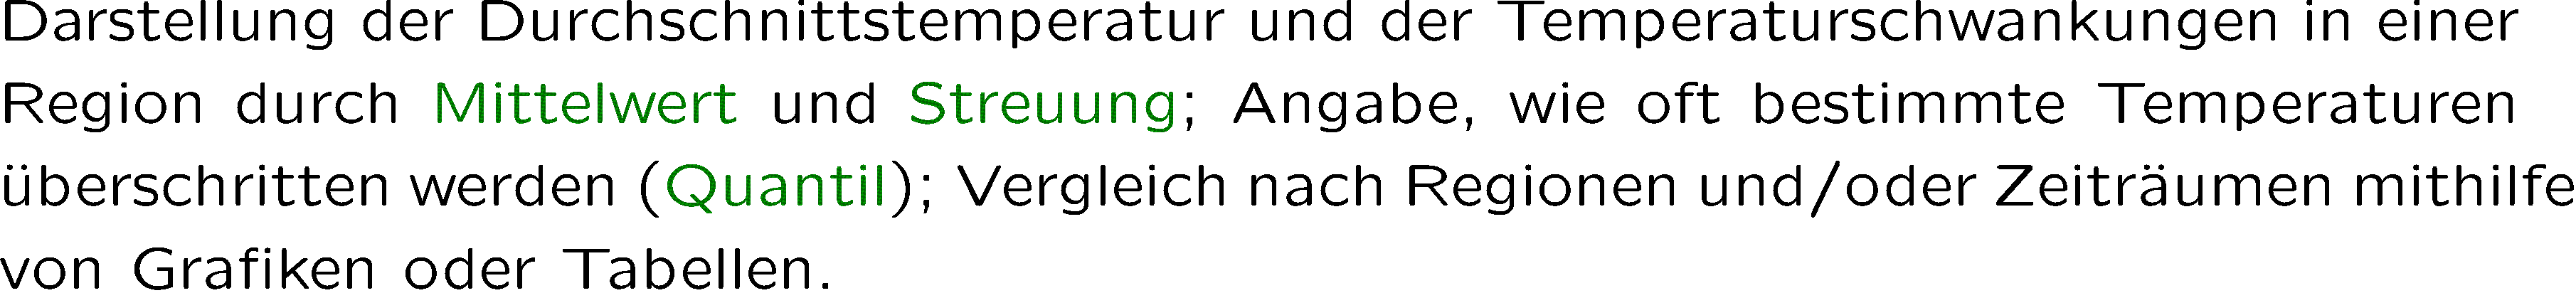 Darstellung der Durchschnittstemperatur und der Temperaturschwankungen in einer
Region durch Mittelwert und Streuung; Angabe, wie oft bestimmte Temperaturen
überschritten werden (Quantil); Vergleich nach Regionen und/oder Zeiträumen mithilfe
von Grafiken oder Tabellen.